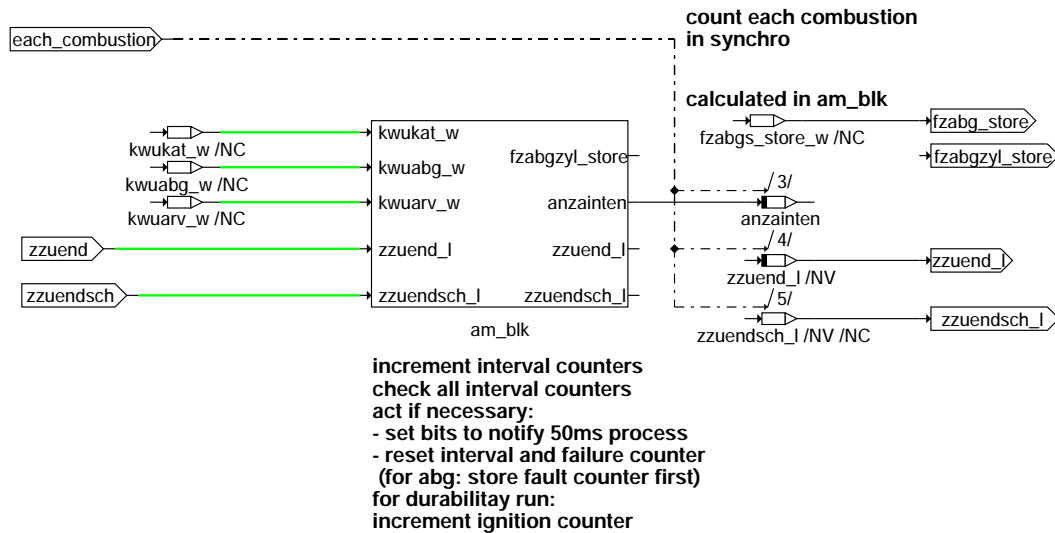 count each combustion
in synchro
each_combustion
calculated in am_blk
fzabgs_store_w /NC
fzabg_store
fzabgzyl_store
kwukat_w /NC
kwuabg_w /NC
kwuarv_w /NC
zzuend
zzuendsch
kwukat_w
kwuabg_w
kwuarv_w
zzuend_l
zzuendsch_l
fzabgzyl_store
anzainten
zzuend_l
zzuendsch_l
am_blk
/ 3/
anzainten
/ 4/
zzuend_l /NV
zzuend_l
/ 5/
zzuendsch_l /NV /NC
zzuendsch_l
increment interval counters
check all interval counters
act if necessary:
- set bits to notify 50ms process
- reset interval and failure counter
(for abg: store fault counter first)
for durabilitay run:
increment ignition counter